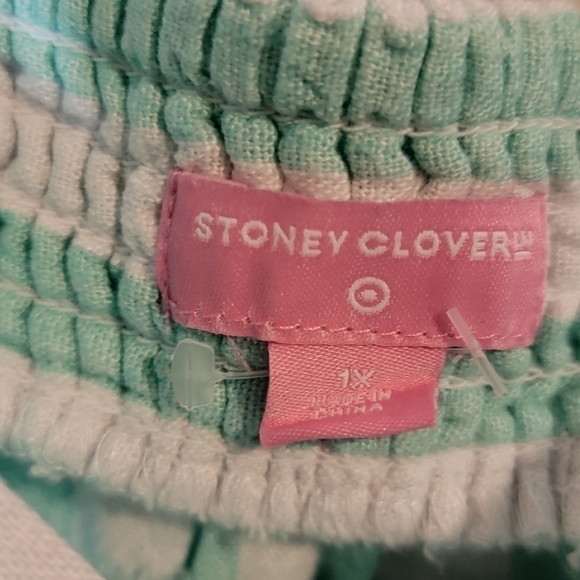 STONEY CLOVER LN
1X
MADE IN
CHINA